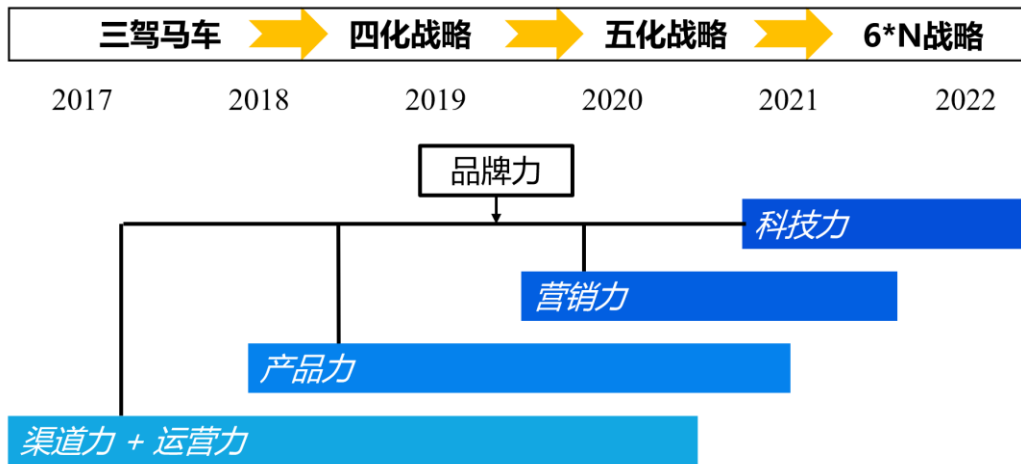 三驾马车 四化战略 五化战略 6*N战略
2017 2018 2019 2020 2021 2022
品牌力
科技力
营销力
产品力
渠道力 + 运营力